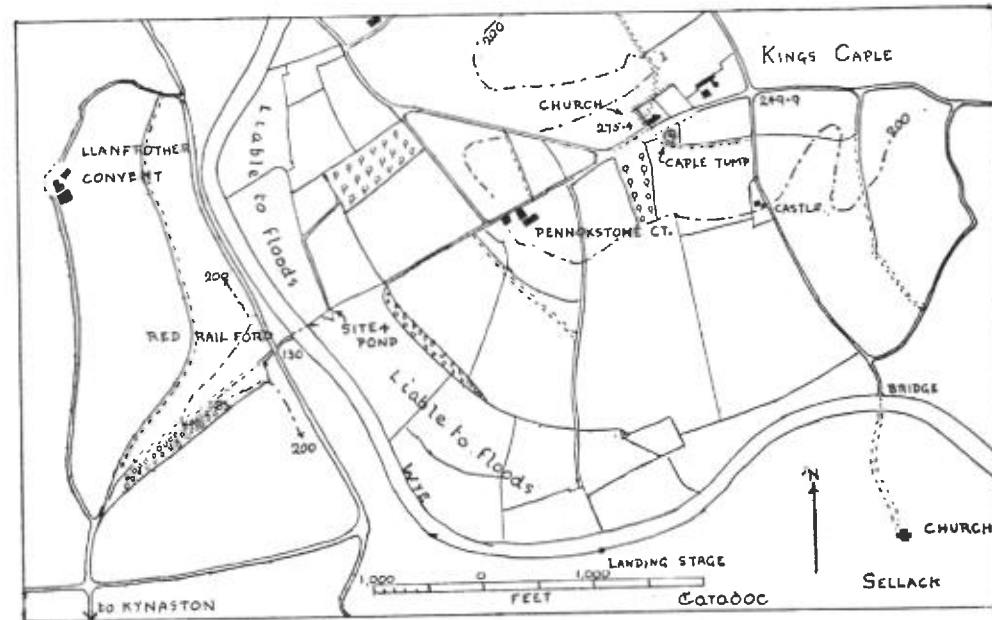 200
KINGS CAPLE
CHURCH
275·4
249·9
200
CAPLE TUMP
LLANFROTHER
CONVENT
Liable to floods
CASTLE
PENNOKSTONE CT.
200
RED RAIL FORD
SITE &
POND
130
200
Liable to floods
BRIDGE
WYE
N
CHURCH
LANDING STAGE
1,000
0
1,000
FEET
Caradoc
SELLACK
to KYNASTON